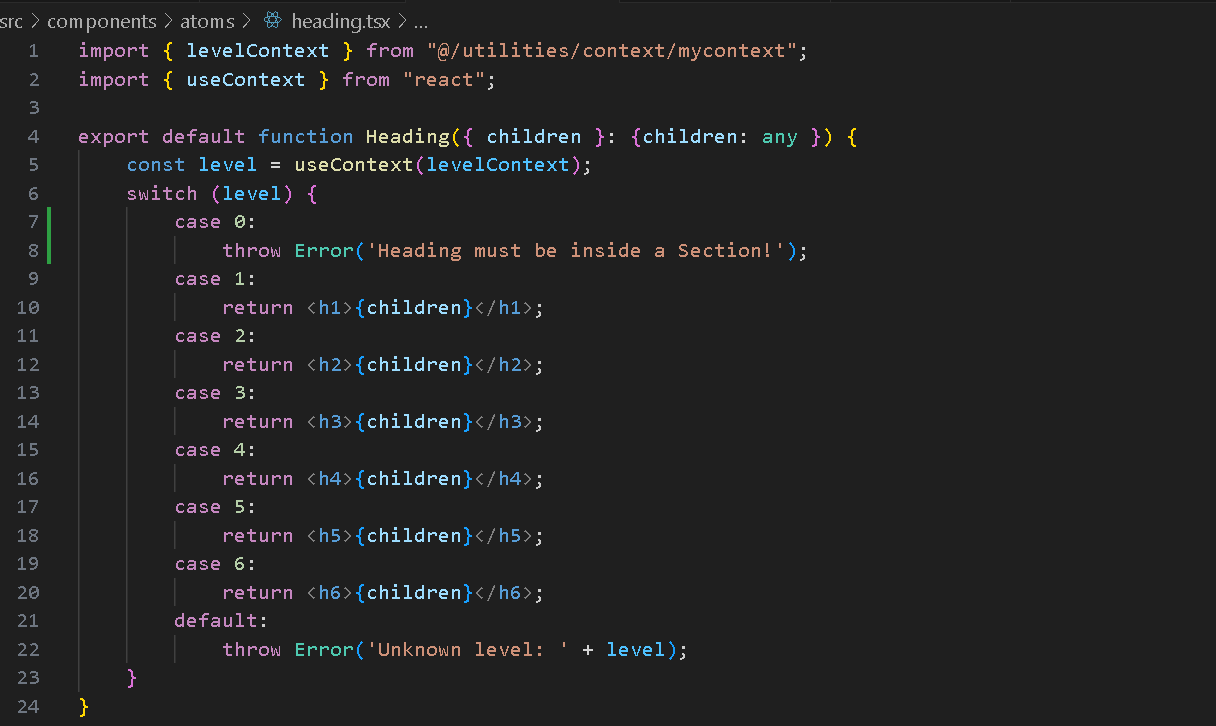 src > components > atoms > heading.tsx > ...
1 import { levelContext } from "@/utilities/context/mycontext";
2 import { useContext } from "react";
3
4 export default function Heading({ children }: {children: any }) {
5     const level = useContext(levelContext);
6     switch (level) {
7         case 0:
8             throw Error('Heading must be inside a Section!');
9         case 1:
10             return <h1>{children}</h1>;
11         case 2:
12             return <h2>{children}</h2>;
13         case 3:
14             return <h3>{children}</h3>;
15         case 4:
16             return <h4>{children}</h4>;
17         case 5:
18             return <h5>{children}</h5>;
19         case 6:
20             return <h6>{children}</h6>;
21         default:
22             throw Error('Unknown level: ' + level);
23     }
24 }